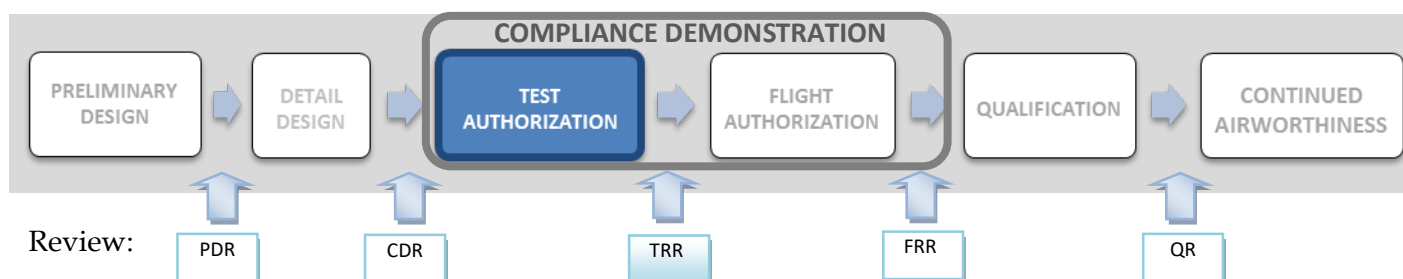 COMPLIANCE DEMONSTRATION
PRELIMINARY
DESIGN
DETAIL
DESIGN
TEST
AUTHORIZATION
FLIGHT
AUTHORIZATION
QUALIFICATION
CONTINUED
AIRWORTHINESS
Review:
PDR
CDR
TRR
FRR
QR